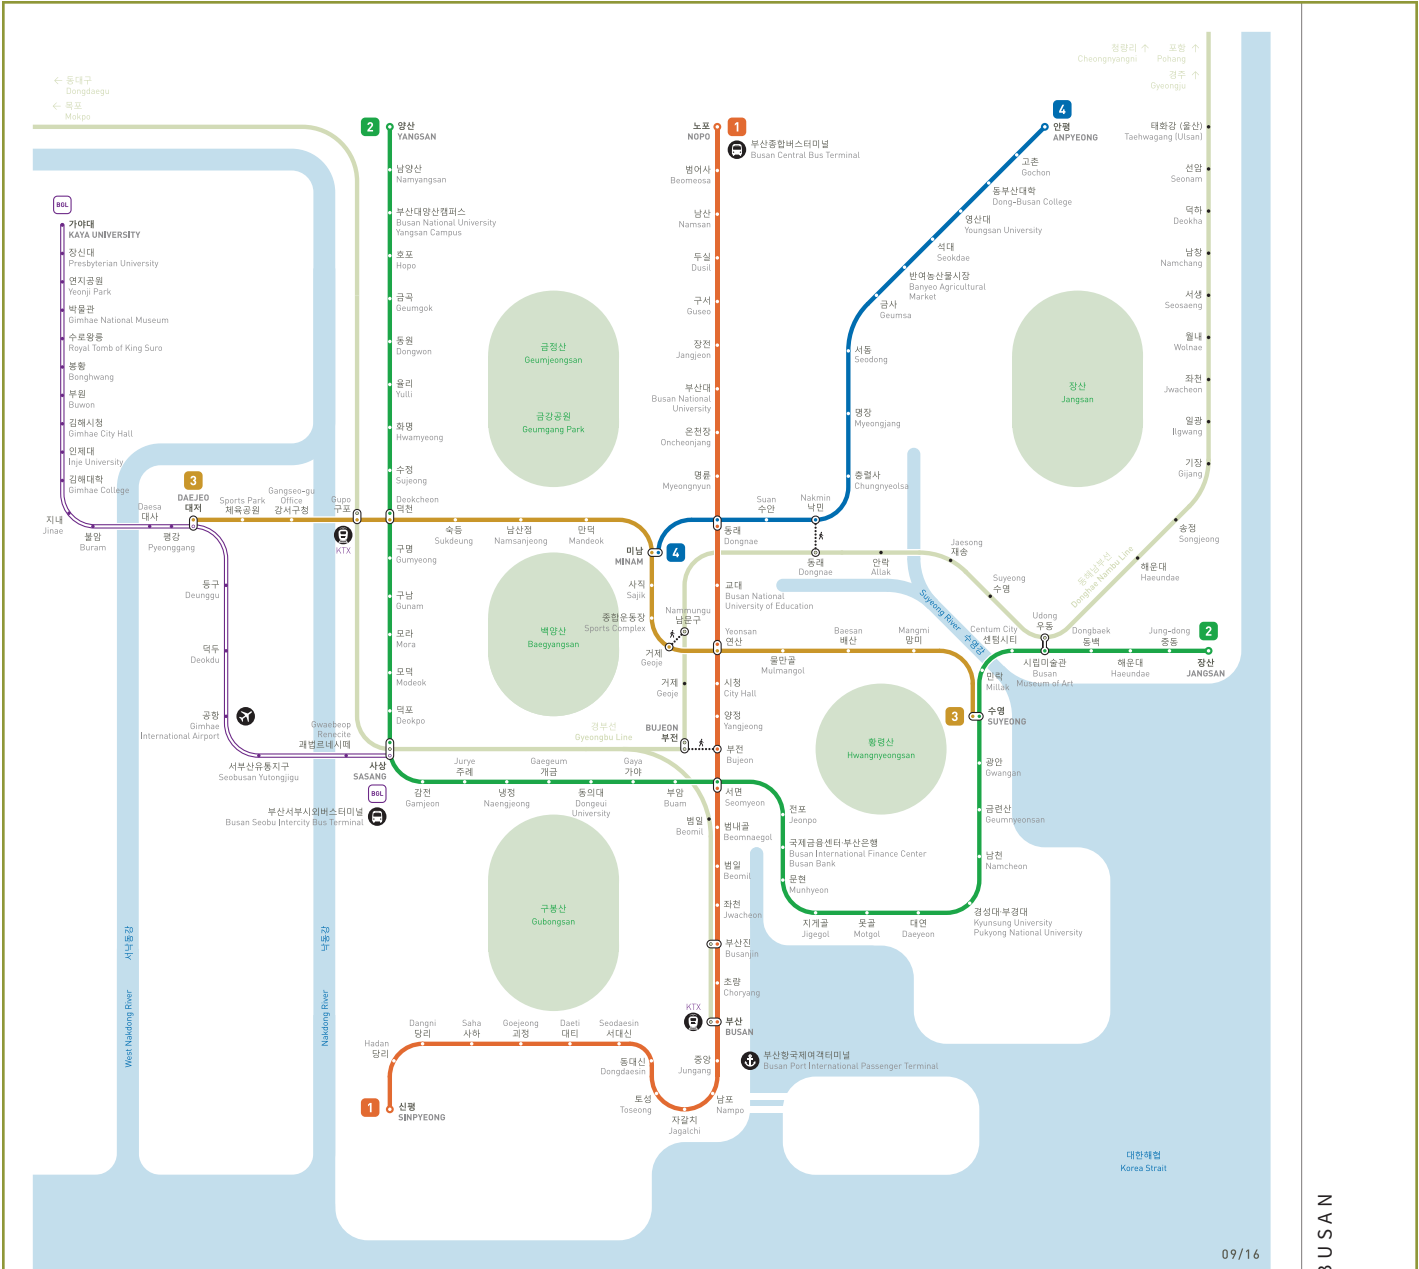 ← 동대구
Dongdaegu
← 목포
Mokpo
청량리 ↑
Cheongnyangni
포항 ↑
Pohang
경주 ↑
Gyeongju
BGL
가야대
KAYA UNIVERSITY
장신대
Presbyterian University
연지공원
Yeonji Park
박물관
Gimhae National Museum
수로왕릉
Royal Tomb of King Suro
봉황
Bonghwang
부원
Buwon
김해시청
Gimhae City Hall
인제대
Inje University
김해대학
Gimhae College
지내
Jinae
불암
Buram
Daesa
대사
평강
Pyeonggang
3
DAEJEO
대저
등구
Deunggu
덕두
Deokdu
공항
Gimhae
International Airport
서부산유통지구
Seobusan Yutongjigu
Gwaebeop
Renecite
괘법르네시떼
사상
SASANG
BGL
부산서부시외버스터미널
Busan Seobu Intercity Bus Terminal
2
양산
YANGSAN
남양산
Namyangsan
부산대양산캠퍼스
Busan National University
Yangsan Campus
호포
Hopo
금곡
Geumgok
동원
Dongwon
율리
Yulli
화명
Hwamyeong
수정
Sujeong
Deokcheon
덕천
구명
Gumyeong
구남
Gunam
모라
Mora
모덕
Modeok
덕포
Deokpo
감전
Gamjeon
Jurye
주례
냉정
Naengjeong
Gaegeum
개금
동의대
Dongeui
University
Gaya
가야
부암
Buam
서면
Seomyeon
전포
Jeonpo
국제금융센터·부산은행
Busan International Finance Center
Busan Bank
문현
Munhyeon
지게골
Jigegol
못골
Motgol
대연
Daeyeon
경성대·부경대
Kyunsung University
Pukyong National University
남천
Namcheon
금련산
Geumnyeonsan
광안
Gwangan
3
수영
SUYEONG
민락
Millak
Centum City
센텀시티
시립미술관
Busan
Museum of Art
Dongbaek
동백
해운대
Haeundae
Jung-dong
중동
2
장산
JANGSAN
Sports Park
체육공원
Gangseo-gu
Office
강서구청
Gupo
구포
KTX
숙등
Sukdeung
남산정
Namsanjeong
만덕
Mandeok
미남
MINAM
4
사직
Sajik
종합운동장
Sports Complex
거제
Geoje
Yeonsan
연산
물만골
Mulmangol
Baesan
배산
Mangmi
망미
1
노포
NOPO
부산종합버스터미널
Busan Central Bus Terminal
범어사
Beomeosa
남산
Namsan
두실
Dusil
구서
Guseo
장전
Jangjeon
부산대
Busan National
University
온천장
Oncheonjang
명륜
Myeongnyun
동래
Dongnae
교대
Busan National
University of Education
시청
City Hall
양정
Yangjeong
부전
Bujeon
범내골
Beomnaegol
범일
Beomil
좌천
Jwacheon
부산진
Busanjin
초량
Choryang
KTX
부산
BUSAN
중앙
Jungang
남포
Nampo
자갈치
Jagalchi
토성
Toseong
동대신
Dongdaesin
Seodaesin
서대신
Daeti
대티
Goejeong
괴정
Saha
사하
Dangni
당리
Hadan
당리
1
신평
SINPYEONG
부산항국제여객터미널
Busan Port International Passenger Terminal
4
안평
ANPYEONG
고촌
Gochon
동부산대학
Dong-Busan College
영산대
Youngsan University
석대
Seokdae
반여농산물시장
Banyeo Agricultural
Market
금사
Geumsa
서동
Seodong
명장
Myeongjang
충렬사
Chungnyeolsa
Nakmin
낙민
Suan
수안
태화강 (울산)
Taehwagang (Ulsan)
선암
Seonam
덕하
Deokha
남창
Namchang
서생
Seosaeng
월내
Wolnae
좌천
Jwacheon
일광
Ilgwang
기장
Gijang
송정
Songjeong
해운대
Haeundae
동해남부선
Donghae Nambu Line
Udong
우동
Suyeong
수영
Jaesong
재송
안락
Allak
동래
Dongnae
Nammungu
남문구
거제
Geoje
BUJEON
부전
경부선
Gyeongbu Line
범일
Beomil
금정산
Geumjeongsan
금강공원
Geumgang Park
백양산
Baegyangsan
구봉산
Gubongsan
황령산
Hwangnyeongsan
장산
Jangsan
Suyeong River 수영강
West Nakdong River 서낙동강
Nakdong River 낙동강
대한해협
Korea Strait
09/16
BUSAN